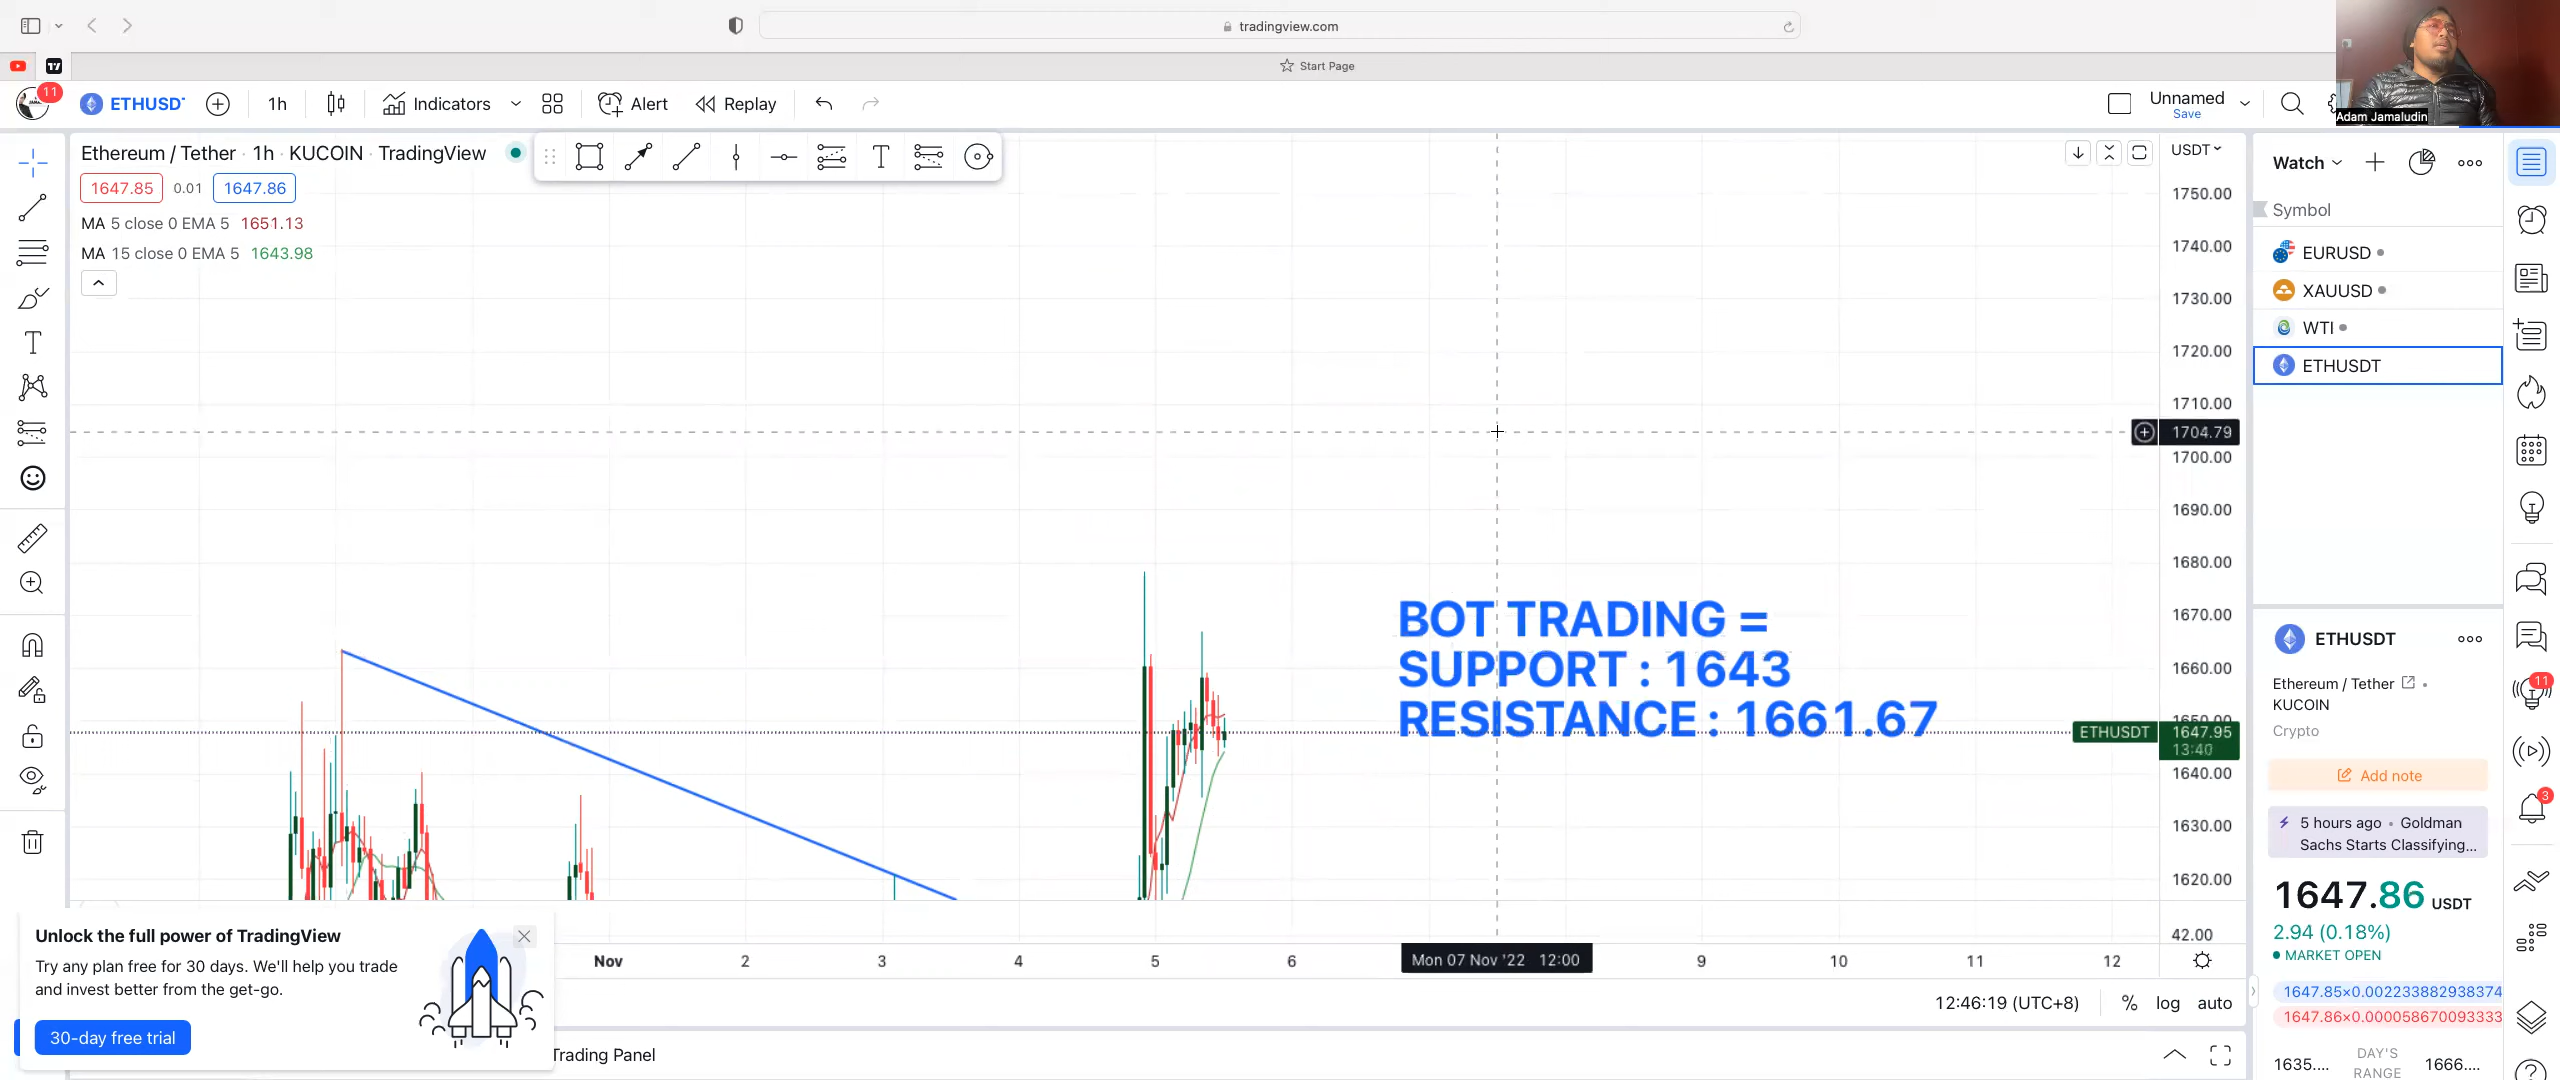 tradingview.com
Start Page
11
ETHUSD
1h
Indicators
Alert
Replay
Unnamed
Save
Adam Jamaludin
Ethereum / Tether · 1h · KUCOIN · TradingView
1647.85 0.01 1647.86
MA 5 close 0 EMA 5 1651.13
MA 15 close 0 EMA 5 1643.98
USDT
1750.00
1740.00
1730.00
1720.00
1710.00
1704.79
1700.00
1690.00
1680.00
1670.00
1660.00
1650.00
ETHUSDT 1647.95
13:40
1640.00
1630.00
1620.00
42.00
BOT TRADING =
SUPPORT : 1643
RESISTANCE : 1661.67
Nov 2 3 4 5 6 Mon 07 Nov '22 12:00 9 10 11 12
12:46:19 (UTC+8) % log auto
Trading Panel
Unlock the full power of TradingView
Try any plan free for 30 days. We'll help you trade
and invest better from the get-go.
30-day free trial
Watch
Symbol
EURUSD
XAUUSD
WTI
ETHUSDT
ETHUSDT
Ethereum / Tether
KUCOIN
Crypto
Add note
5 hours ago • Goldman
Sachs Starts Classifying...
1647.86 USDT
2.94 (0.18%)
MARKET OPEN
1647.85×0.002233882938374
1647.86×0.000058670093333
1635.... DAY'S RANGE 1666....
11
3